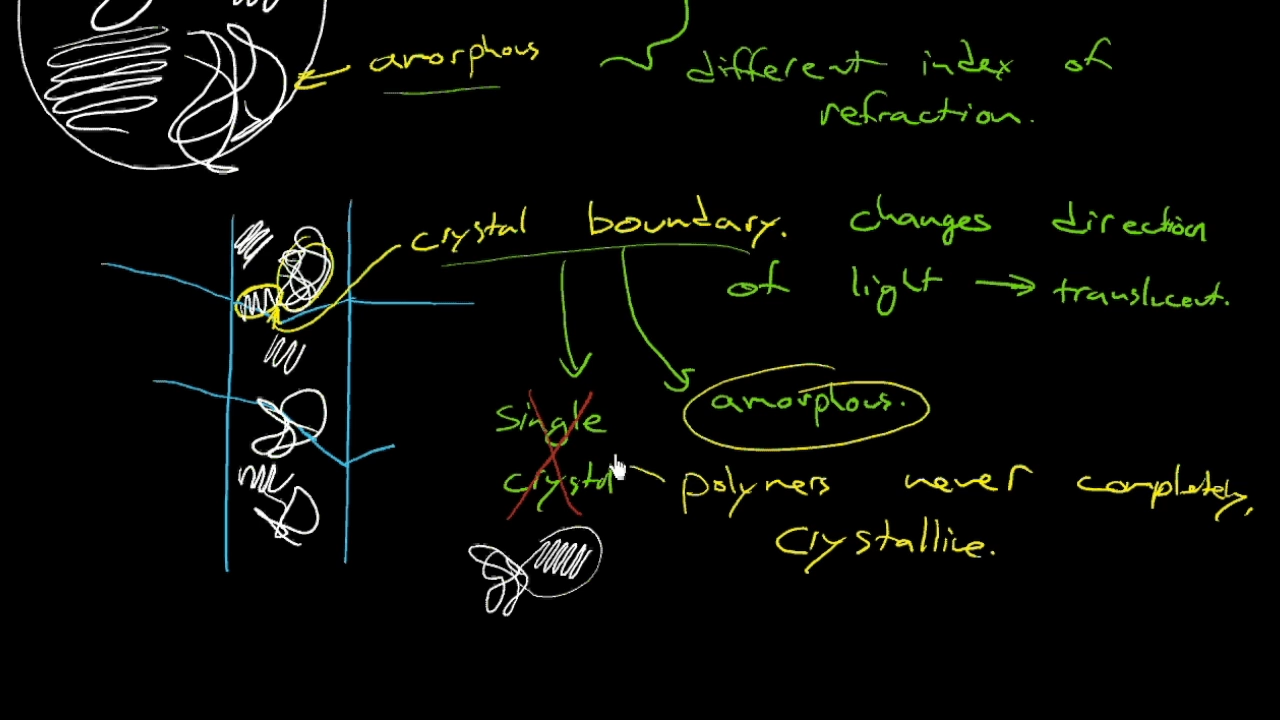 amorphous
different index of
refraction.
crystal boundary.
changes direction
of light → translucent.
Single
crystal
amorphous.
polymers never completely,
crystalline.